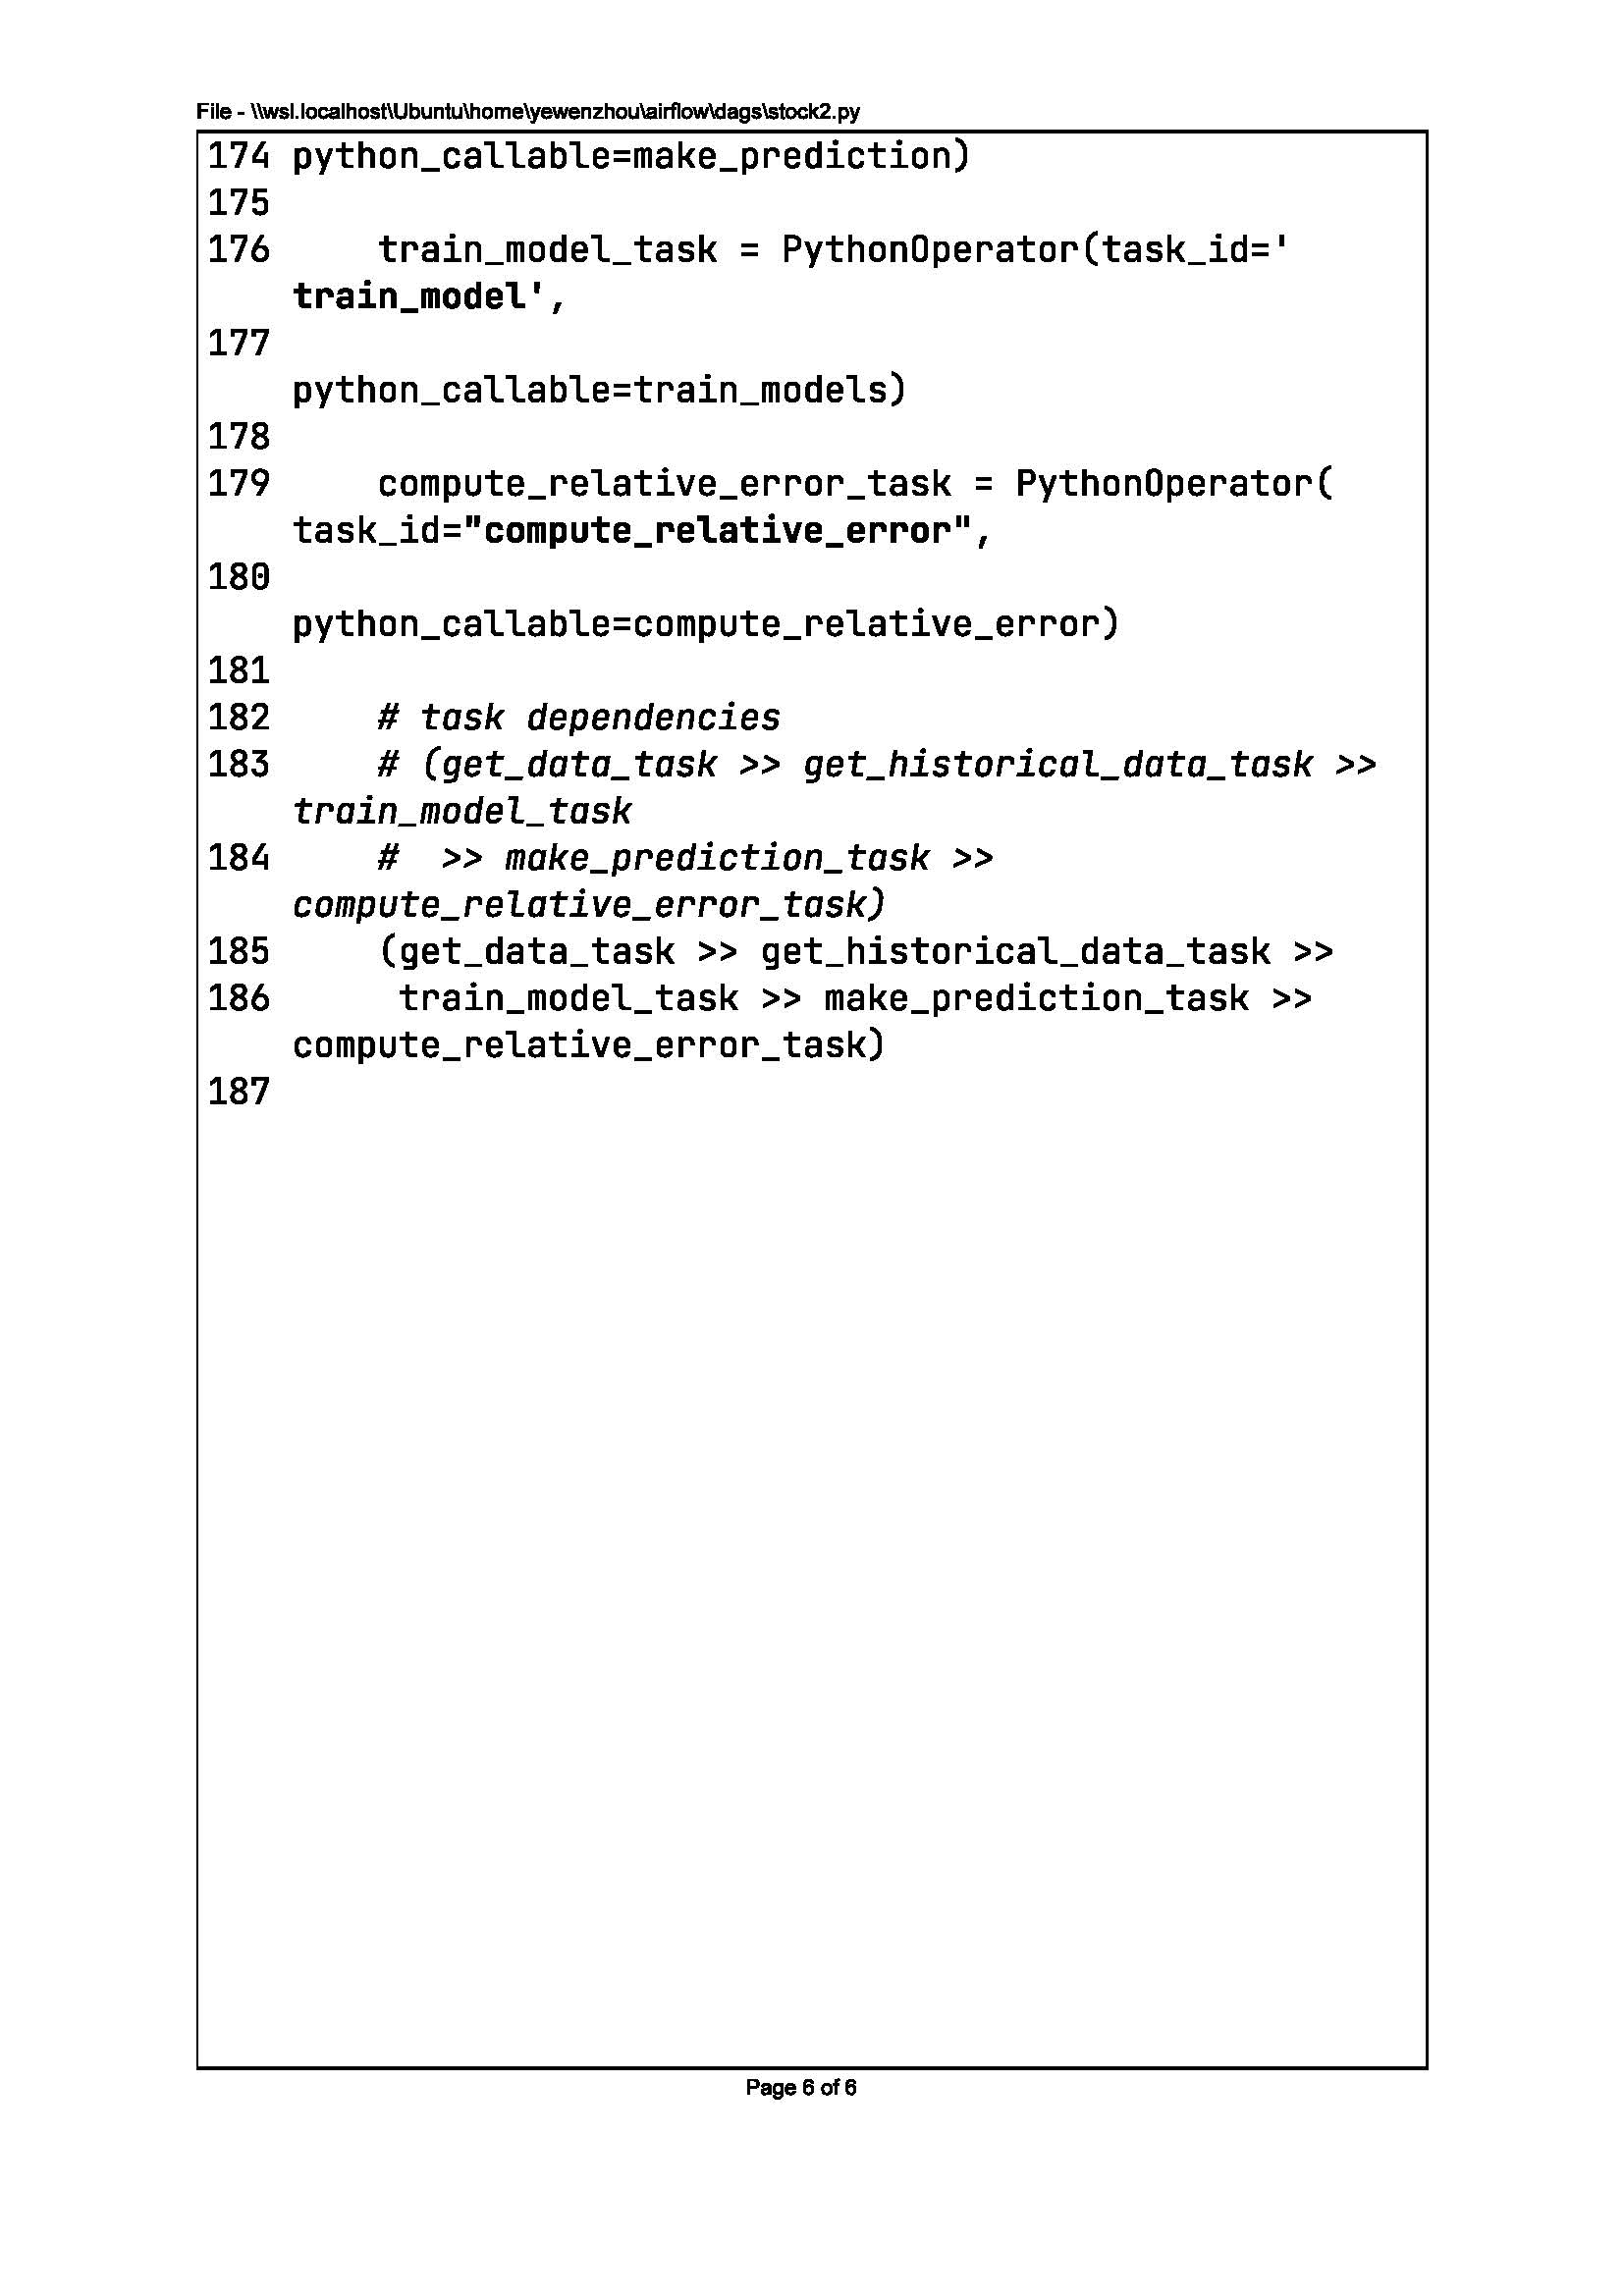 File - \\wsl.localhost\Ubuntu\home\yewenzhou\airflow\dags\stock2.py
174 python_callable=make_prediction)
175
176     train_model_task = PythonOperator(task_id='
    train_model',
177
    python_callable=train_models)
178
179     compute_relative_error_task = PythonOperator(
    task_id="compute_relative_error",
180
    python_callable=compute_relative_error)
181
182     # task dependencies
183     # (get_data_task >> get_historical_data_task >>
    train_model_task
184     #  >> make_prediction_task >>
    compute_relative_error_task)
185     (get_data_task >> get_historical_data_task >>
186      train_model_task >> make_prediction_task >>
    compute_relative_error_task)
187
Page 6 of 6